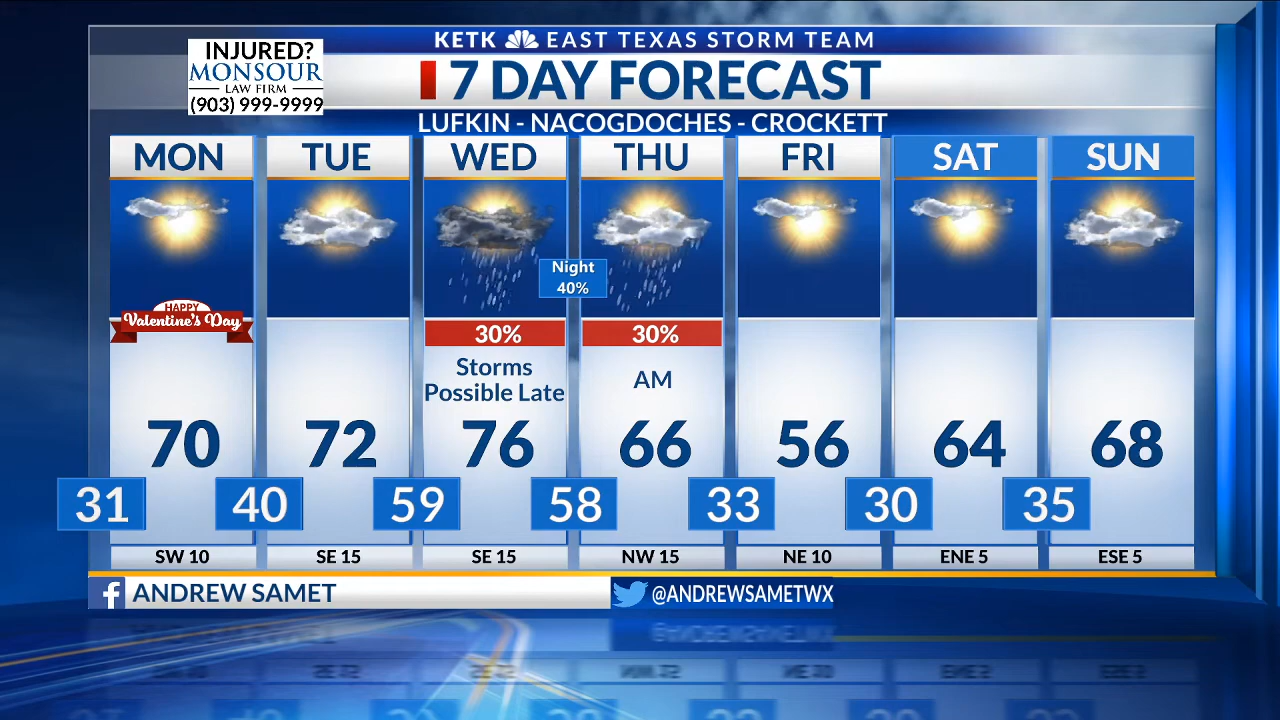 KETK EAST TEXAS STORM TEAM
INJURED?
MONSOUR
LAW FIRM
(903) 999-9999
7 DAY FORECAST
LUFKIN - NACOGDOCHES - CROCKETT
MON TUE WED THU FRI SAT SUN
Night
40%
HAPPY
Valentine's Day
30% 30%
Storms
Possible Late
AM
70 72 76 66 56 64 68
31 40 59 58 33 30 35
SW 10 SE 15 SE 15 NW 15 NE 10 ENE 5 ESE 5
ANDREW SAMET @ANDREWSAMETWX